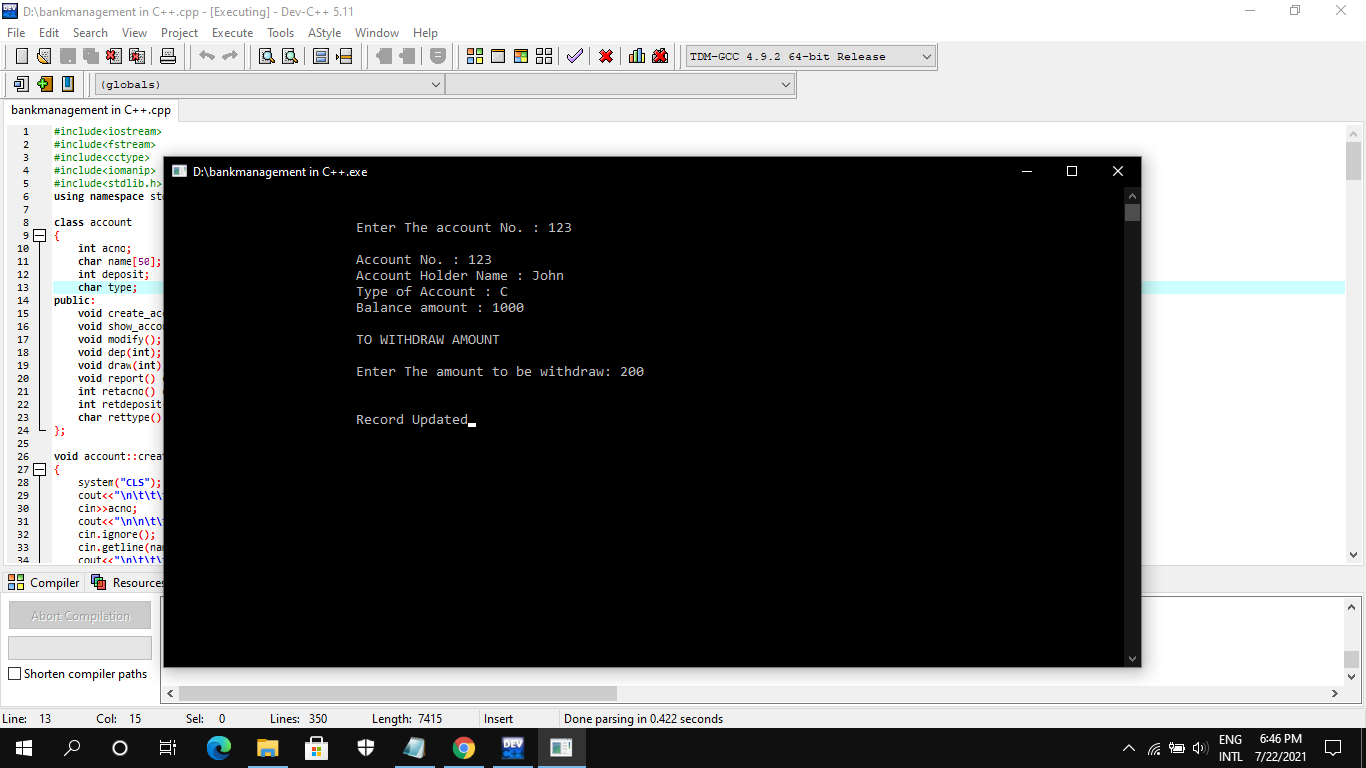 D:\bankmanagement in C++.cpp - [Executing] - Dev-C++ 5.11
File Edit Search View Project Execute Tools AStyle Window Help
TDM-GCC 4.9.2 64-bit Release
(globals)
bankmanagement in C++.cpp
1 #include<iostream>
2 #include<fstream>
3 #include<cctype>
4 #include<iomanip>
5 #include<stdlib.h>
6 using namespace st
7
8 class account
9 {
10 int acno;
11 char name[50];
12 int deposit;
13 char type;
14 public:
15 void create_ac
16 void show_acco
17 void modify();
18 void dep(int);
19 void draw(int)
20 void report()
21 int retacno()
22 int retdeposit
23 char rettype()
24 };
25
26 void account::crea
27 {
28 system("CLS");
29 cout<<"\n\t\t\
30 cin>>acno;
31 cout<<"\n\n\t\
32 cin.ignore();
33 cin.getline(na
34 cout<<"\n\t\t\
D:\bankmanagement in C++.exe
Enter The account No. : 123
Account No. : 123
Account Holder Name : John
Type of Account : C
Balance amount : 1000
TO WITHDRAW AMOUNT
Enter The amount to be withdraw: 200
Record Updated
Compiler Resources
Abort Compilation
Shorten compiler paths
Line: 13 Col: 15 Sel: 0 Lines: 350 Length: 7415 Insert Done parsing in 0.422 seconds
DEV
ENG
INTL
6:46 PM
7/22/2021